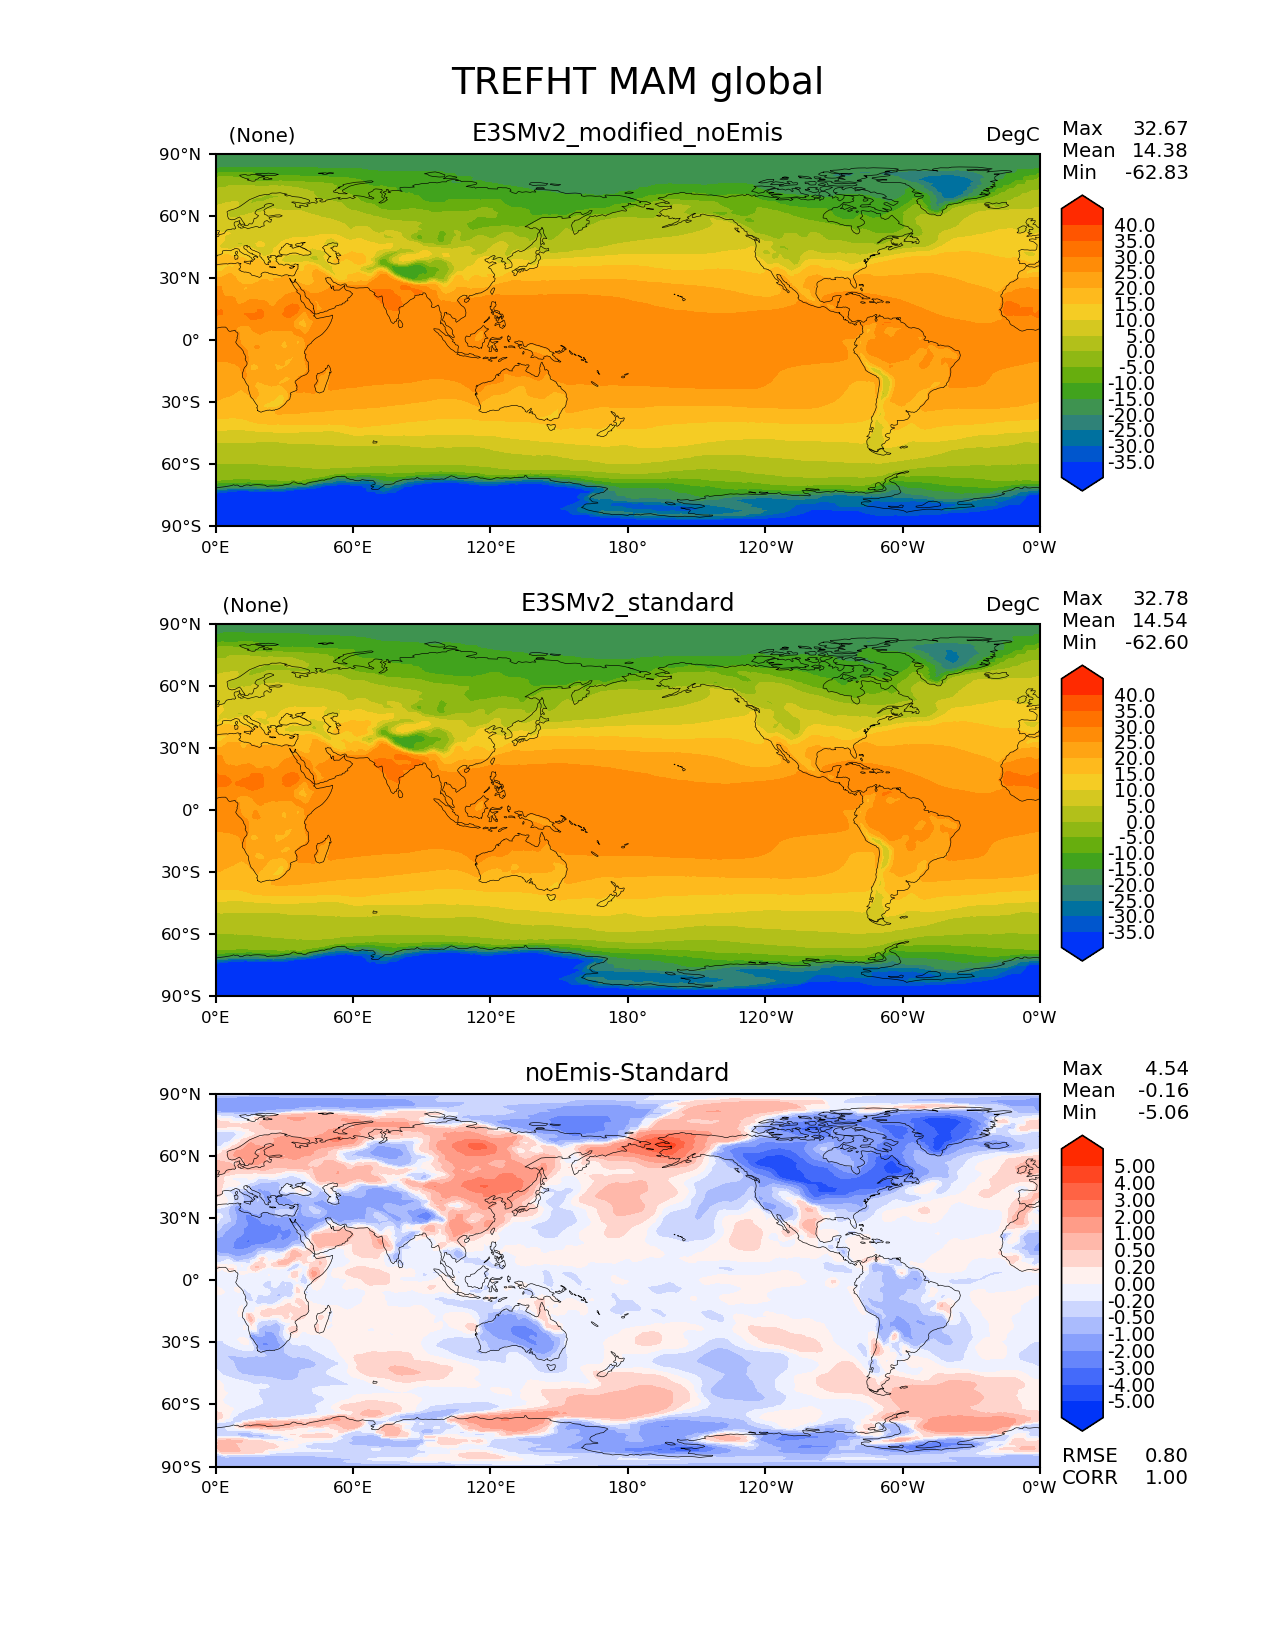 TREFHT MAM global
(None) E3SMv2_modified_noEmis DegC
Max 32.67
Mean 14.38
Min -62.83
90°N
60°N
30°N
0°
30°S
60°S
90°S
0°E 60°E 120°E 180° 120°W 60°W 0°W
40.0
35.0
30.0
25.0
20.0
15.0
10.0
5.0
0.0
-5.0
-10.0
-15.0
-20.0
-25.0
-30.0
-35.0
(None) E3SMv2_standard DegC
Max 32.78
Mean 14.54
Min -62.60
90°N
60°N
30°N
0°
30°S
60°S
90°S
0°E 60°E 120°E 180° 120°W 60°W 0°W
40.0
35.0
30.0
25.0
20.0
15.0
10.0
5.0
0.0
-5.0
-10.0
-15.0
-20.0
-25.0
-30.0
-35.0
noEmis-Standard
Max 4.54
Mean -0.16
Min -5.06
90°N
60°N
30°N
0°
30°S
60°S
90°S
0°E 60°E 120°E 180° 120°W 60°W 0°W
5.00
4.00
3.00
2.00
1.00
0.50
0.20
0.00
-0.20
-0.50
-1.00
-2.00
-3.00
-4.00
-5.00
RMSE 0.80
CORR 1.00